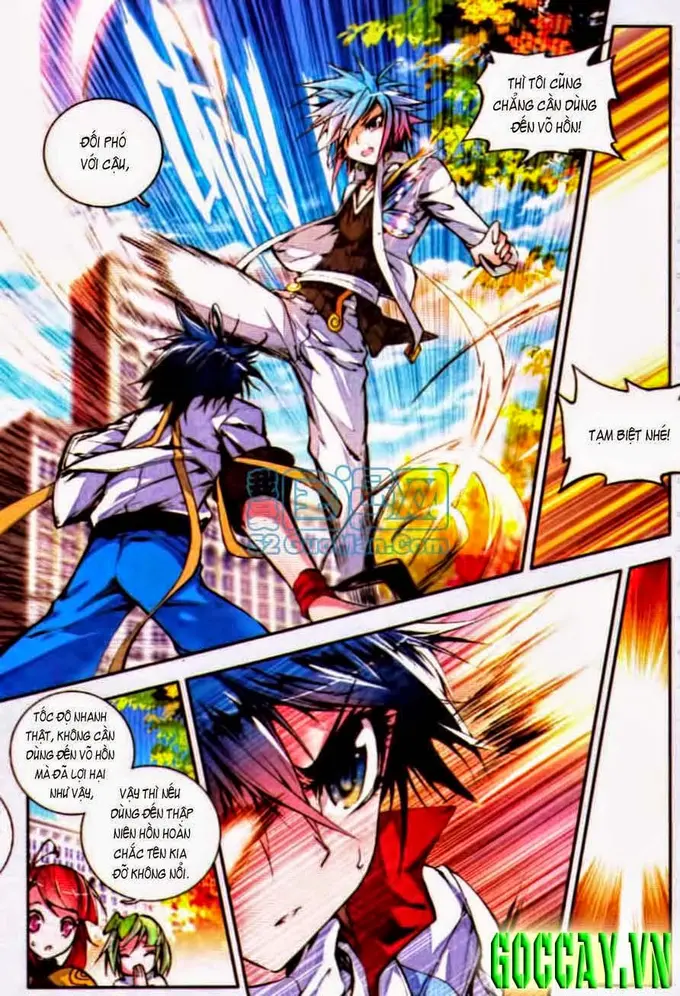 ĐỐI PHÓ
VỚI CẬU,
THÌ TÔI CŨNG
CHẲNG CẦN DÙNG
ĐẾN VÕ HỒN!
TẠM BIỆT NHÉ!
52GuoMan.Com
TỐC ĐỘ NHANH
THẬT, KHÔNG CẦN
DÙNG ĐẾN VÕ HỒN
MÀ ĐÃ LỢI HẠI
NHƯ VẬY,
VẬY THÌ NẾU
DÙNG ĐẾN THẬP
NIÊN HỒN HOÀN
CHẮC TÊN KIA
ĐỠ KHÔNG NỔI.
GOCCAY.VN